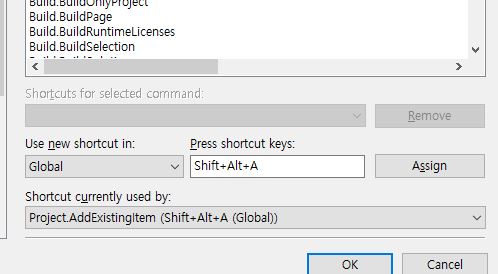 Build.BuildOnlyProject
Build.BuildPage
Build.BuildRuntimeLicenses
Build.BuildSelection
Shortcuts for selected command:
Remove
Use new shortcut in:
Press shortcut keys:
Global
Shift+Alt+A
Assign
Shortcut currently used by:
Project.AddExistingItem (Shift+Alt+A (Global))
OK
Cancel